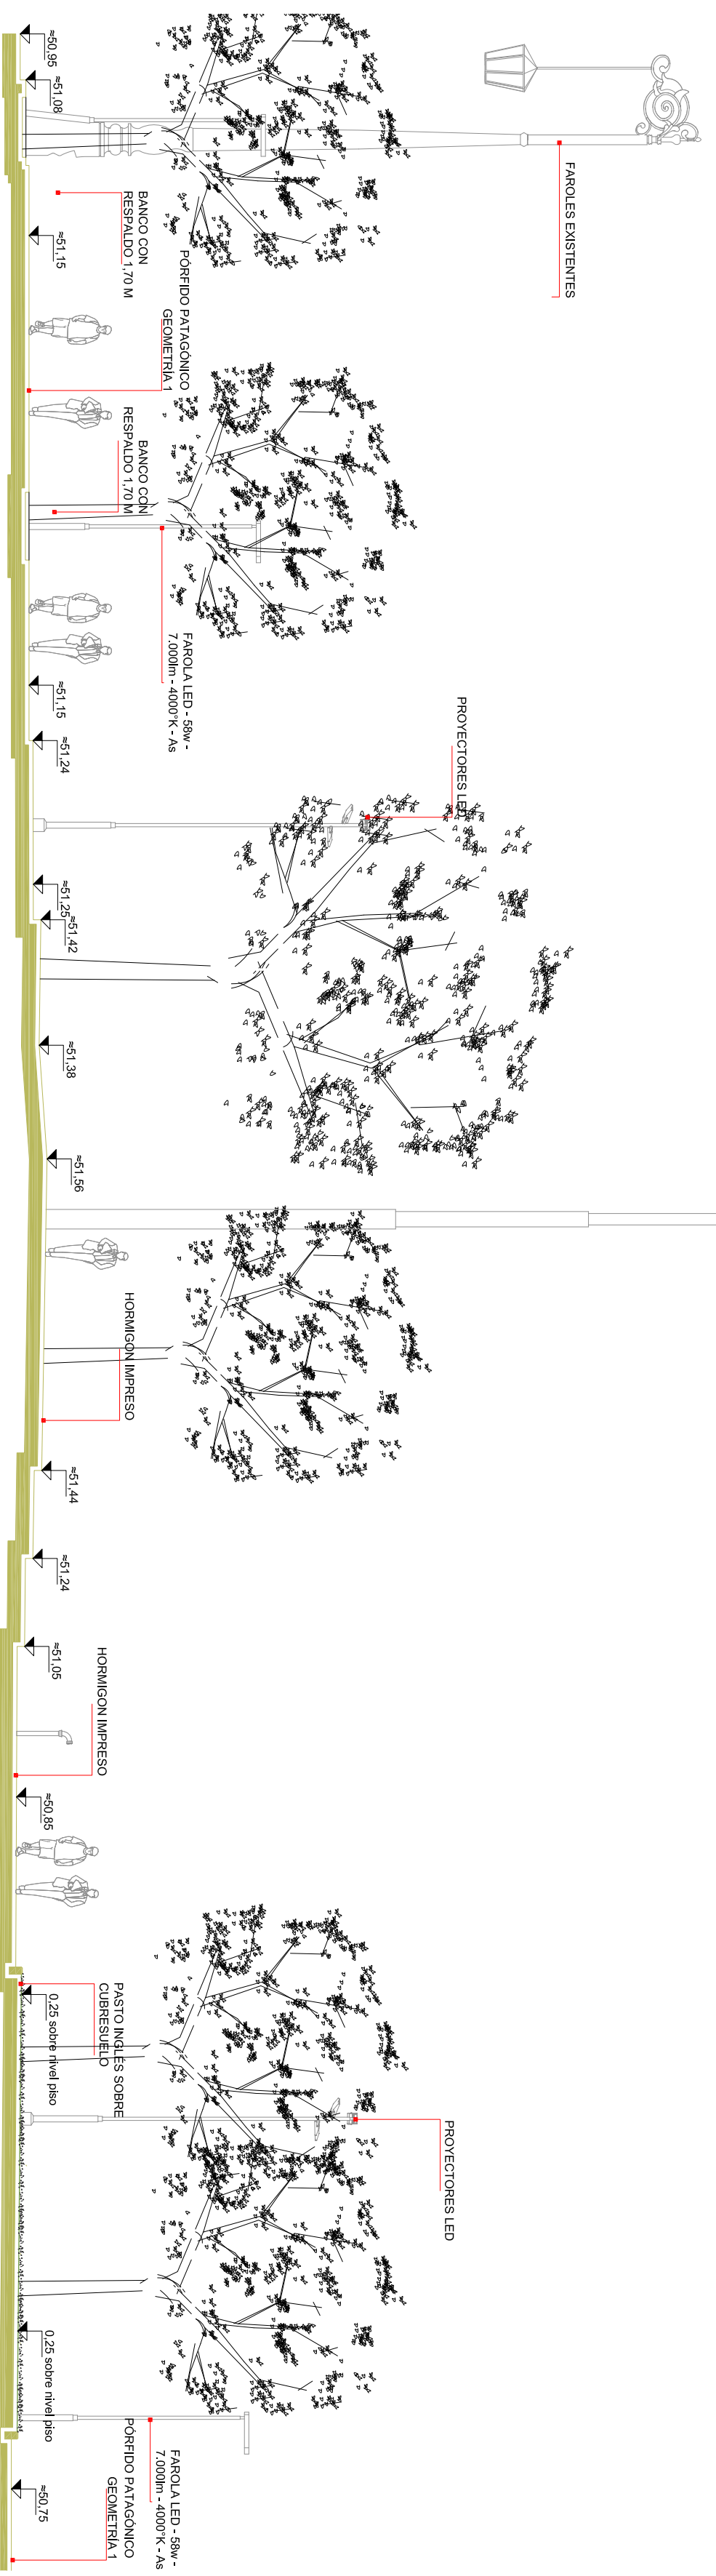 ≈50,95
≈51,08
FAROLES EXISTENTES
BANCO CON
RESPALDO 1,70 M
≈51,15
PÓRFIDO PATAGÓNICO
GEOMETRÍA 1
BANCO CON
RESPALDO 1,70 M
FAROLA LED - 58w -
7.000lm - 4000°K - As
≈51,15
≈51,24
PROYECTORES LED
≈51,25
≈51,42
≈51,38
≈51,56
HORMIGON IMPRESO
≈51,44
≈51,24
≈51,05
HORMIGON IMPRESO
≈50,85
0,25 sobre nivel piso
PASTO INGLÉS SOBRE
CUBRESUELO
PROYECTORES LED
0,25 sobre nivel piso
FAROLA LED - 58w -
7.000lm - 4000°K - As
PÓRFIDO PATAGÓNICO
GEOMETRÍA 1
≈50,75